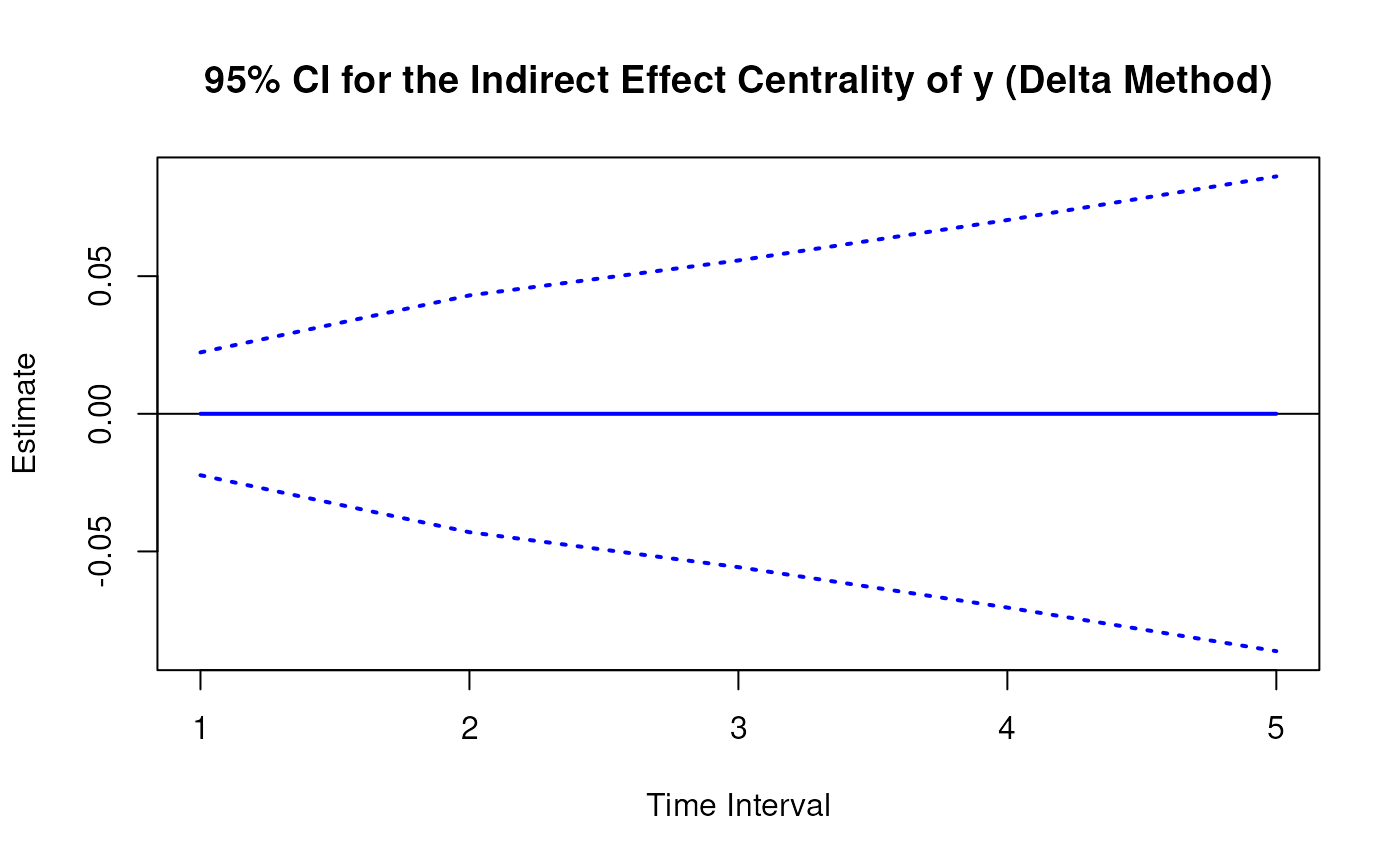 95% CI for the Indirect Effect Centrality of y (Delta Method)
Estimate
0.05
0.00
-0.05
1 2 3 4 5
Time Interval